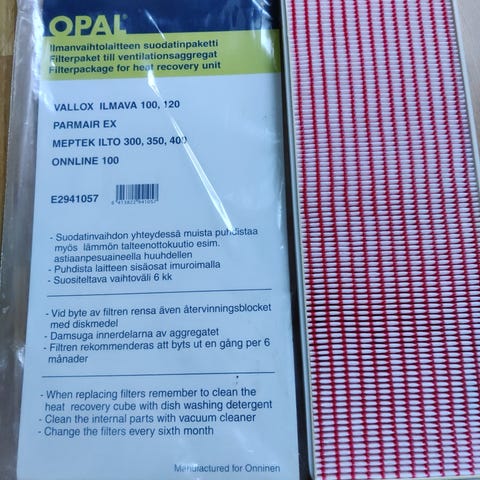 OPAL
Ilmanvaihtolaitteen suodatinpaketti
Filterpaket till ventilationsaggregat
Filterpackage for heat recovery unit
VALLOX ILMAVA 100, 120
PARMAIR EX
MEPTEK ILTO 300, 350, 400
ONNLINE 100
E2941057
6 413822 941057
- Suodatinvaihdon yhteydessä muista puhdistaa
myös lämmön talteenottokuutio esim.
astiaanpesuaineella huuhdellen
- Puhdista laitteen sisäosat imuroimalla
- Suositeltava vaihtoväli 6 kk
- Vid byte av filtren rensa även återvinningsblocket
med diskmedel
- Damsuga innerdelarna av aggregatet
- Filtren rekommenderas att byts ut en gång per 6
månader
- When replacing filters remember to clean the
heat recovery cube with dish washing detergent
- Clean the internal parts with vacuum cleaner
- Change the filters every sixth month
Manufactured for Onninen